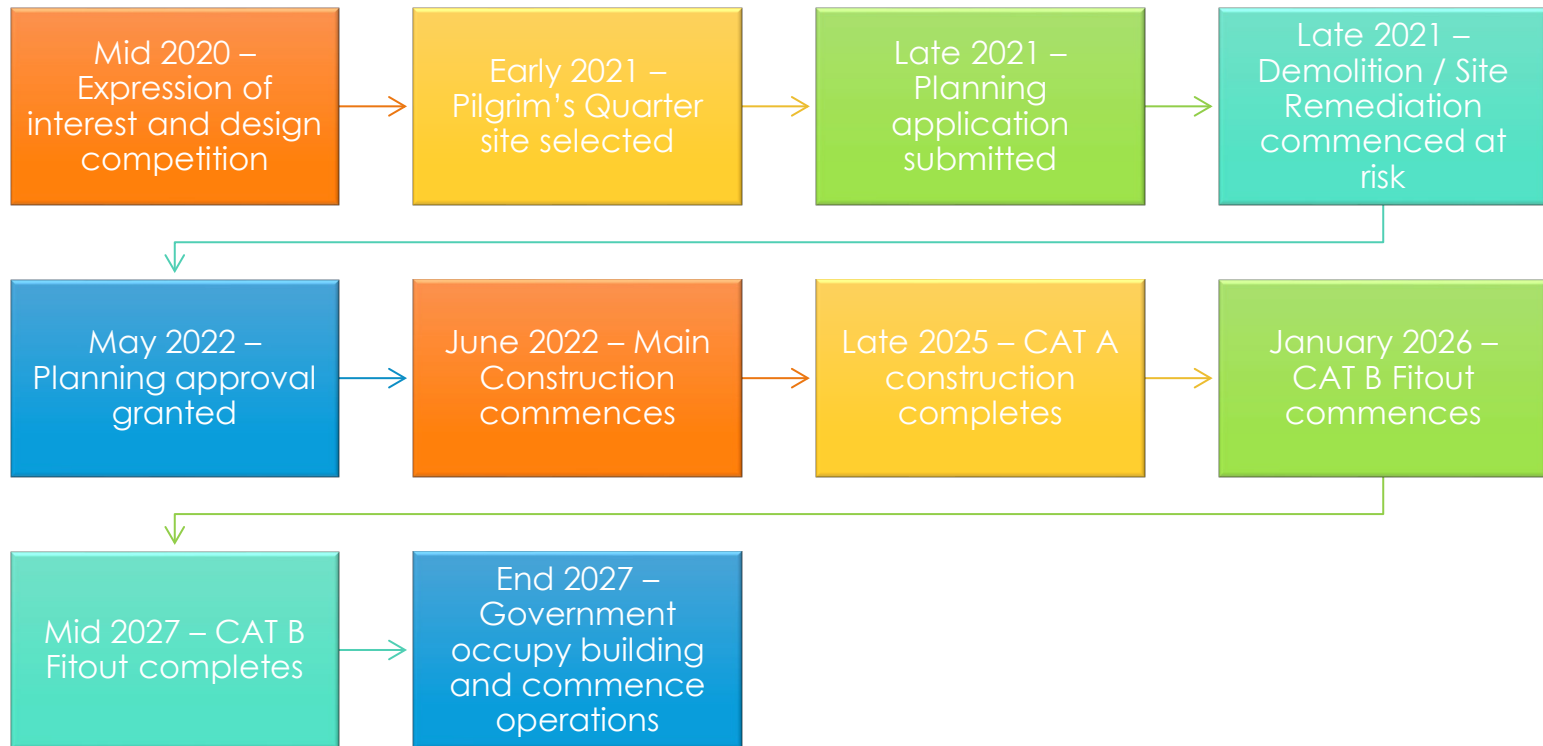 Mid 2020 –
Expression of
interest and design
competition
Early 2021 –
Pilgrim’s Quarter
site selected
Late 2021 –
Planning
application
submitted
Late 2021 –
Demolition / Site
Remediation
commenced at
risk
May 2022 –
Planning approval
granted
June 2022 – Main
Construction
commences
Late 2025 – CAT A
construction
completes
January 2026 –
CAT B Fitout
commences
Mid 2027 – CAT B
Fitout completes
End 2027 –
Government
occupy building
and commence
operations